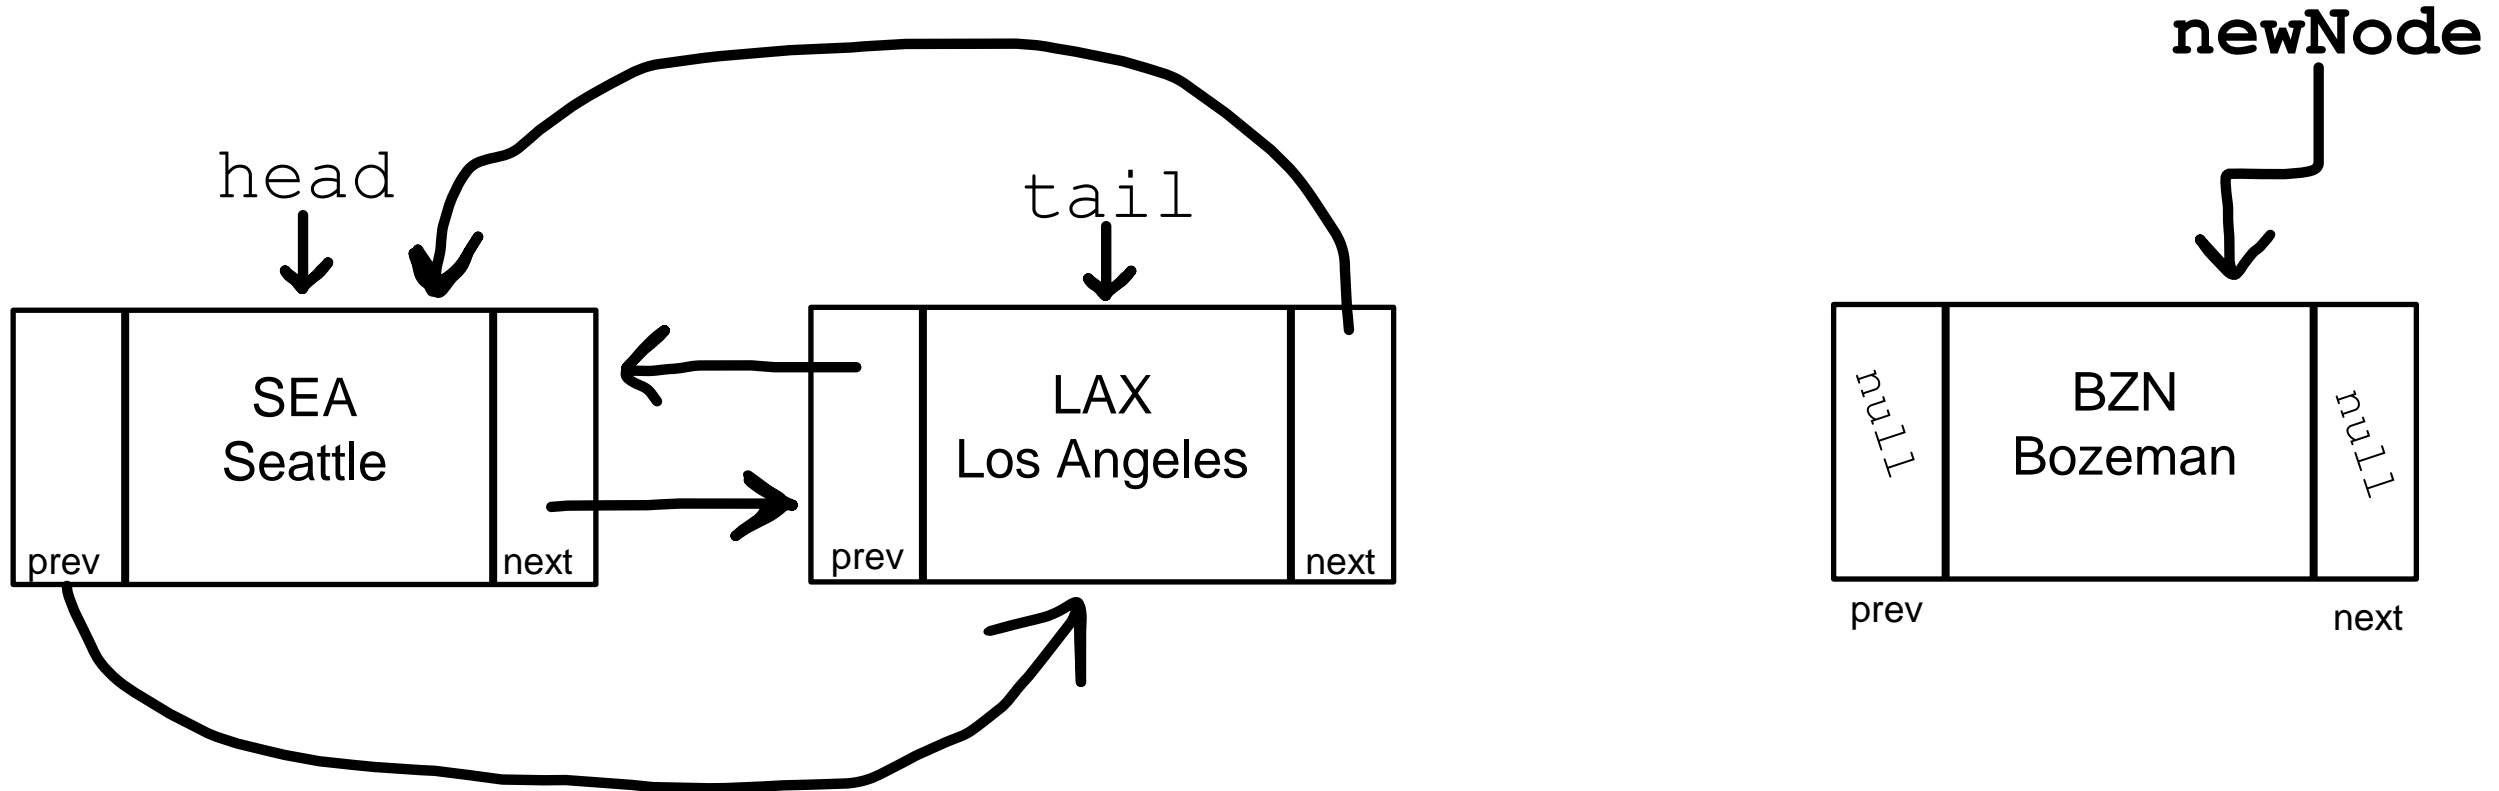 newNode
head
tail
SEA
Seattle
prev
next
LAX
Los Angeles
prev
next
null
BZN
Bozeman
null
prev
next